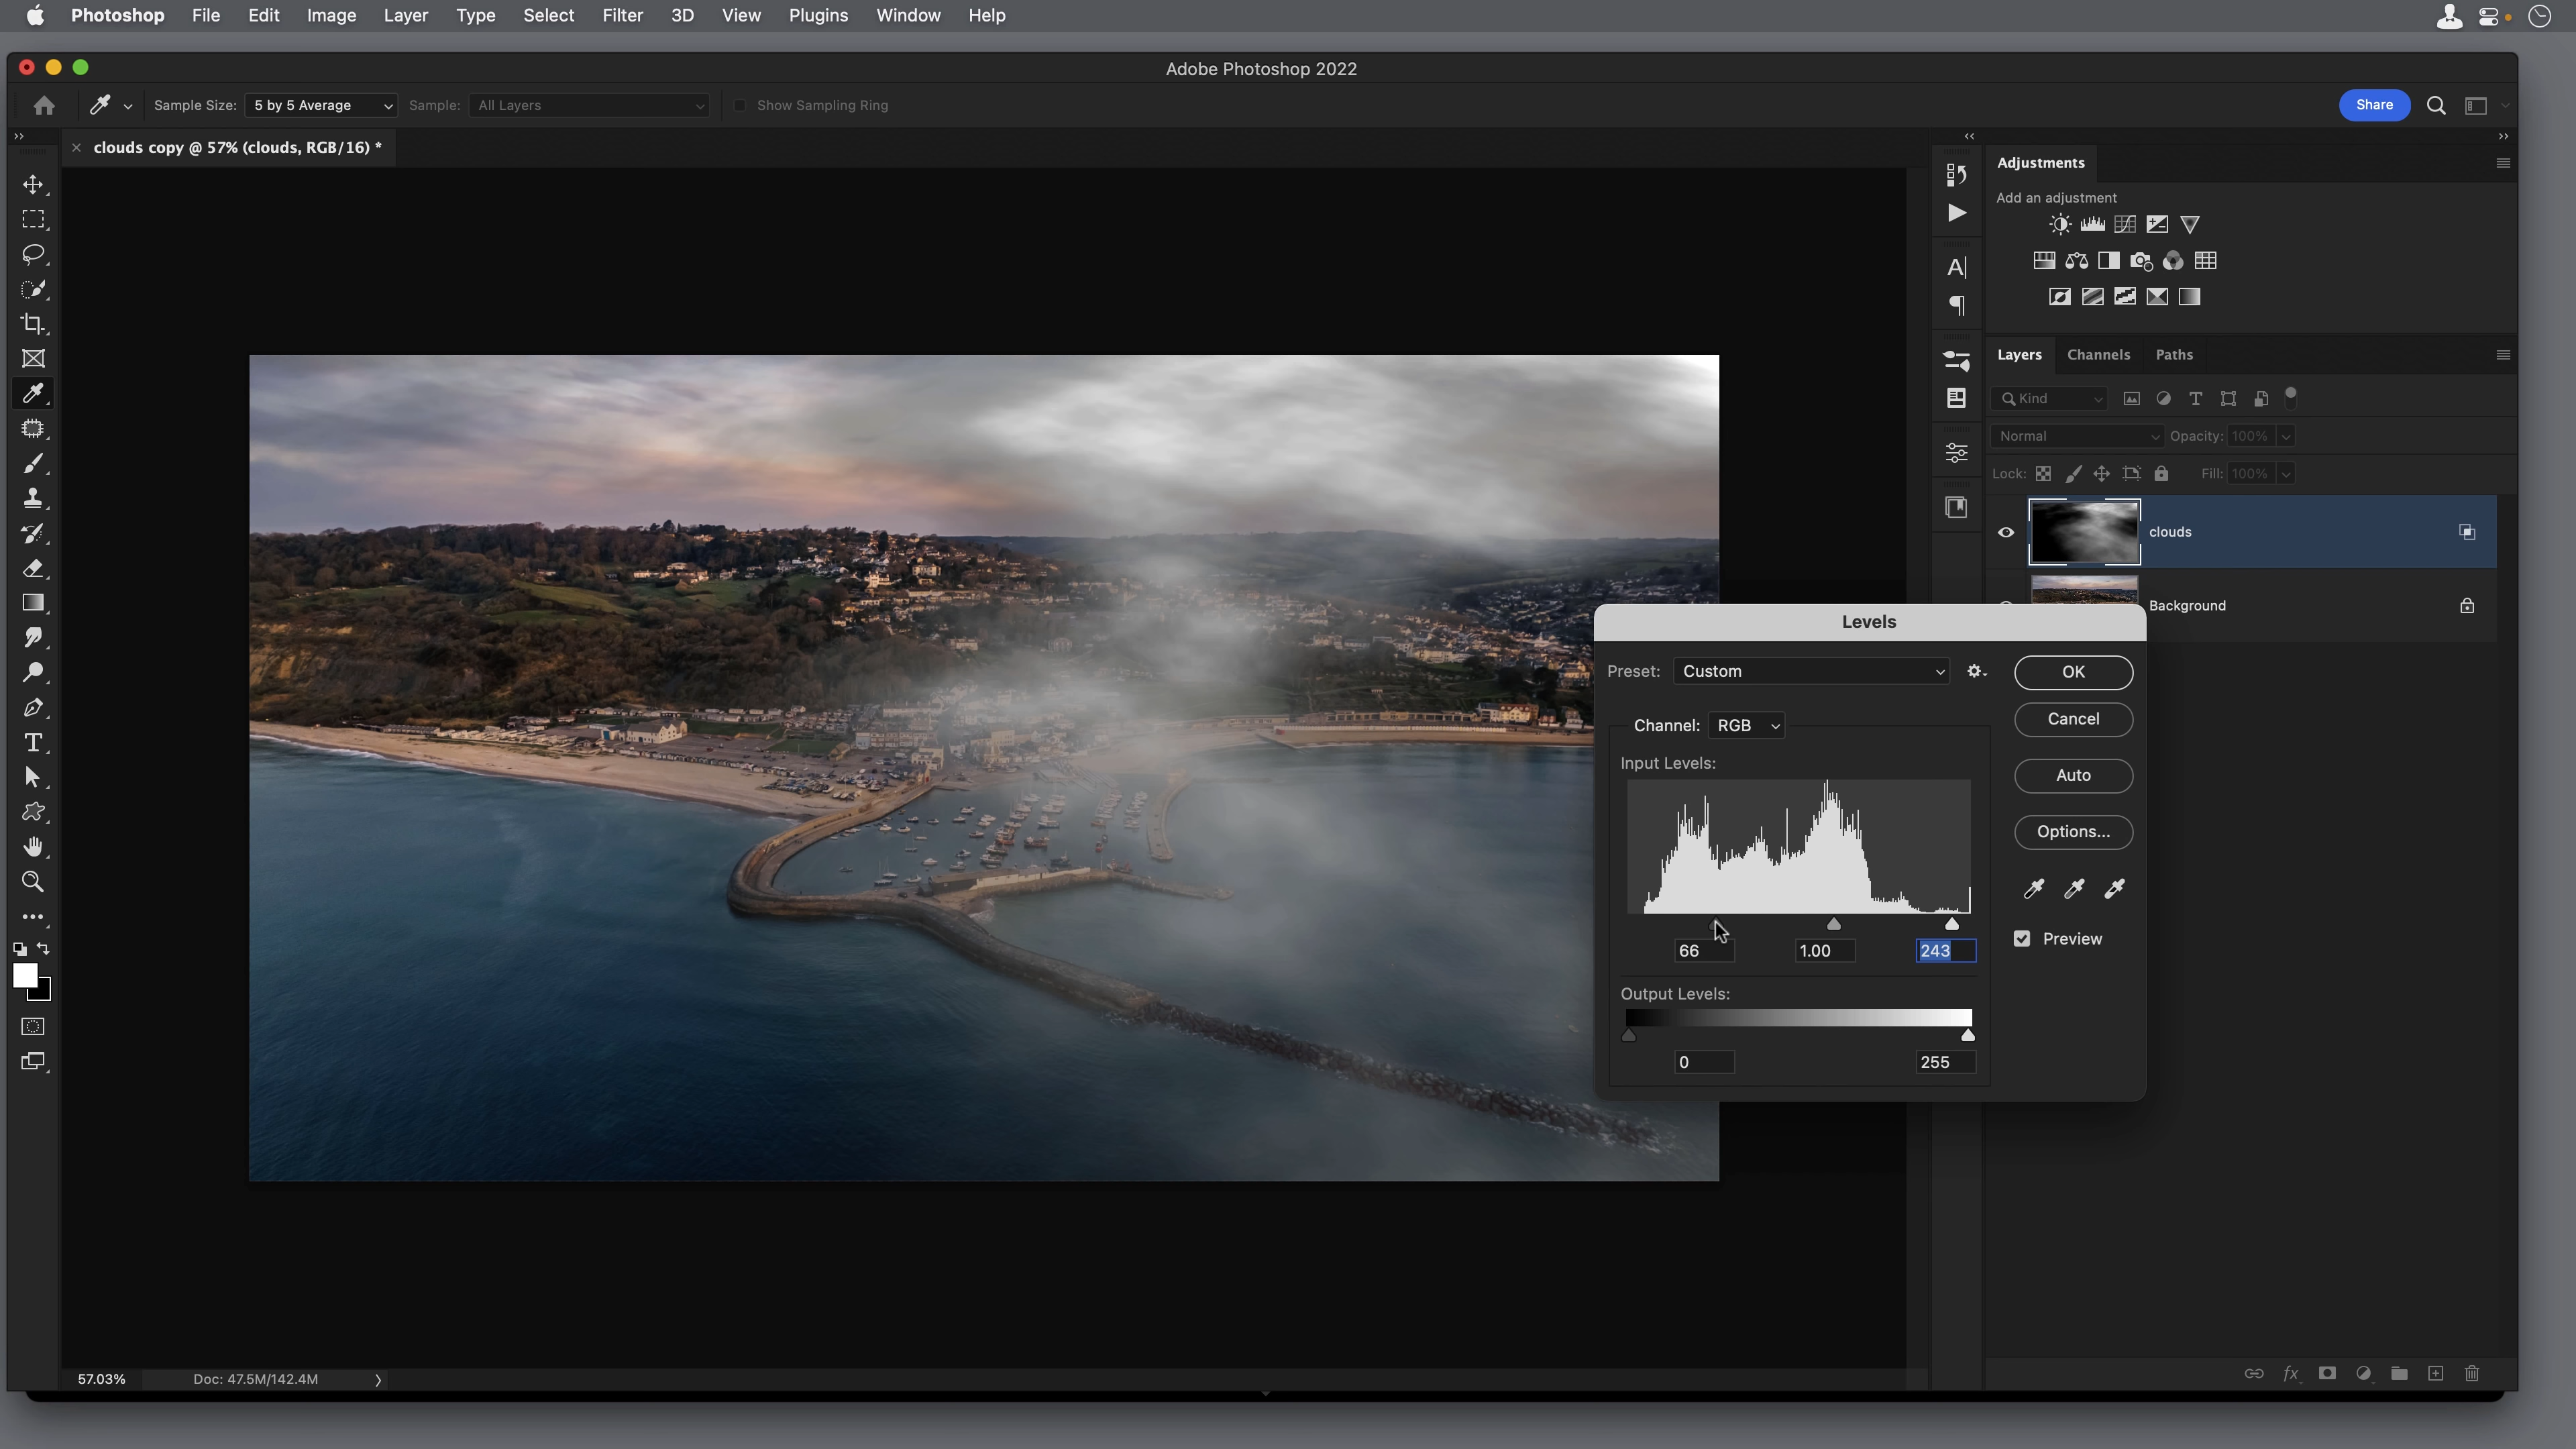 Photoshop File Edit Image Layer Type Select Filter 3D View Plugins Window Help
Adobe Photoshop 2022
Sample Size: 5 by 5 Average Sample: All Layers Show Sampling Ring Share
clouds copy @ 57% (clouds, RGB/16) *
Adjustments
Add an adjustment
Layers Channels Paths
Kind
Normal Opacity: 100%
Lock: Fill: 100%
clouds
Background
Levels
Preset: Custom OK
Cancel
Channel: RGB
Input Levels:
Auto
Options...
Preview
66 1.00 243
Output Levels:
0 255
57.03% Doc: 47.5M/142.4M